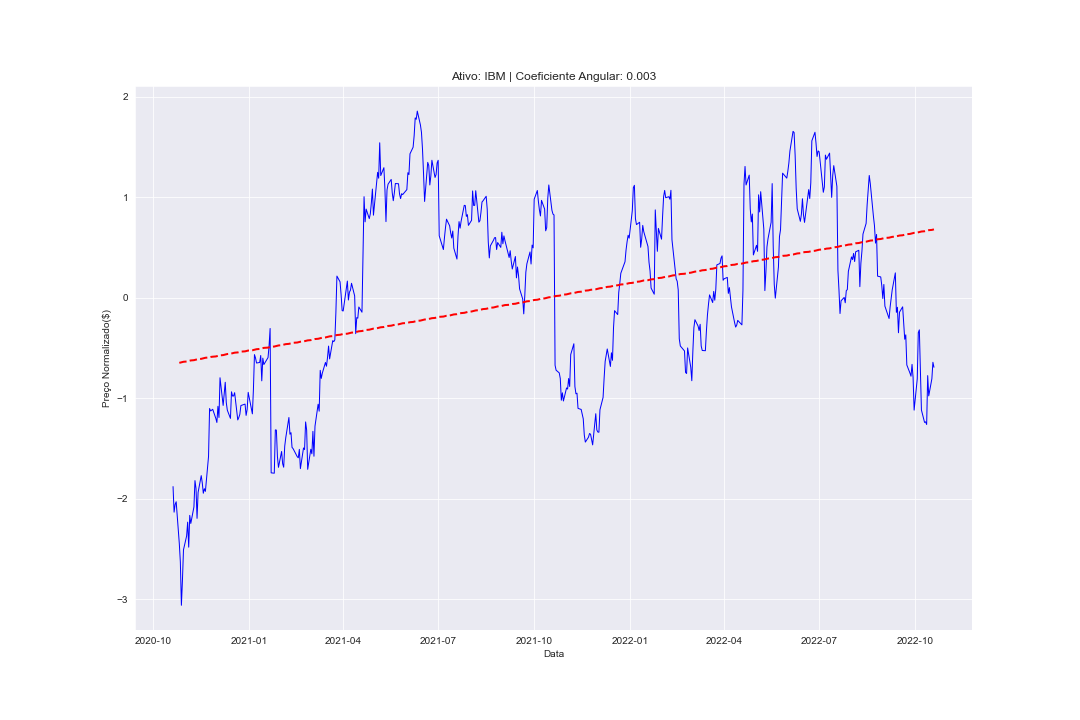 Ativo: IBM | Coeficiente Angular: 0.003
2
1
0
−1
−2
−3
Preço Normalizado($)
2020-10 2021-01 2021-04 2021-07 2021-10 2022-01 2022-04 2022-07 2022-10
Data